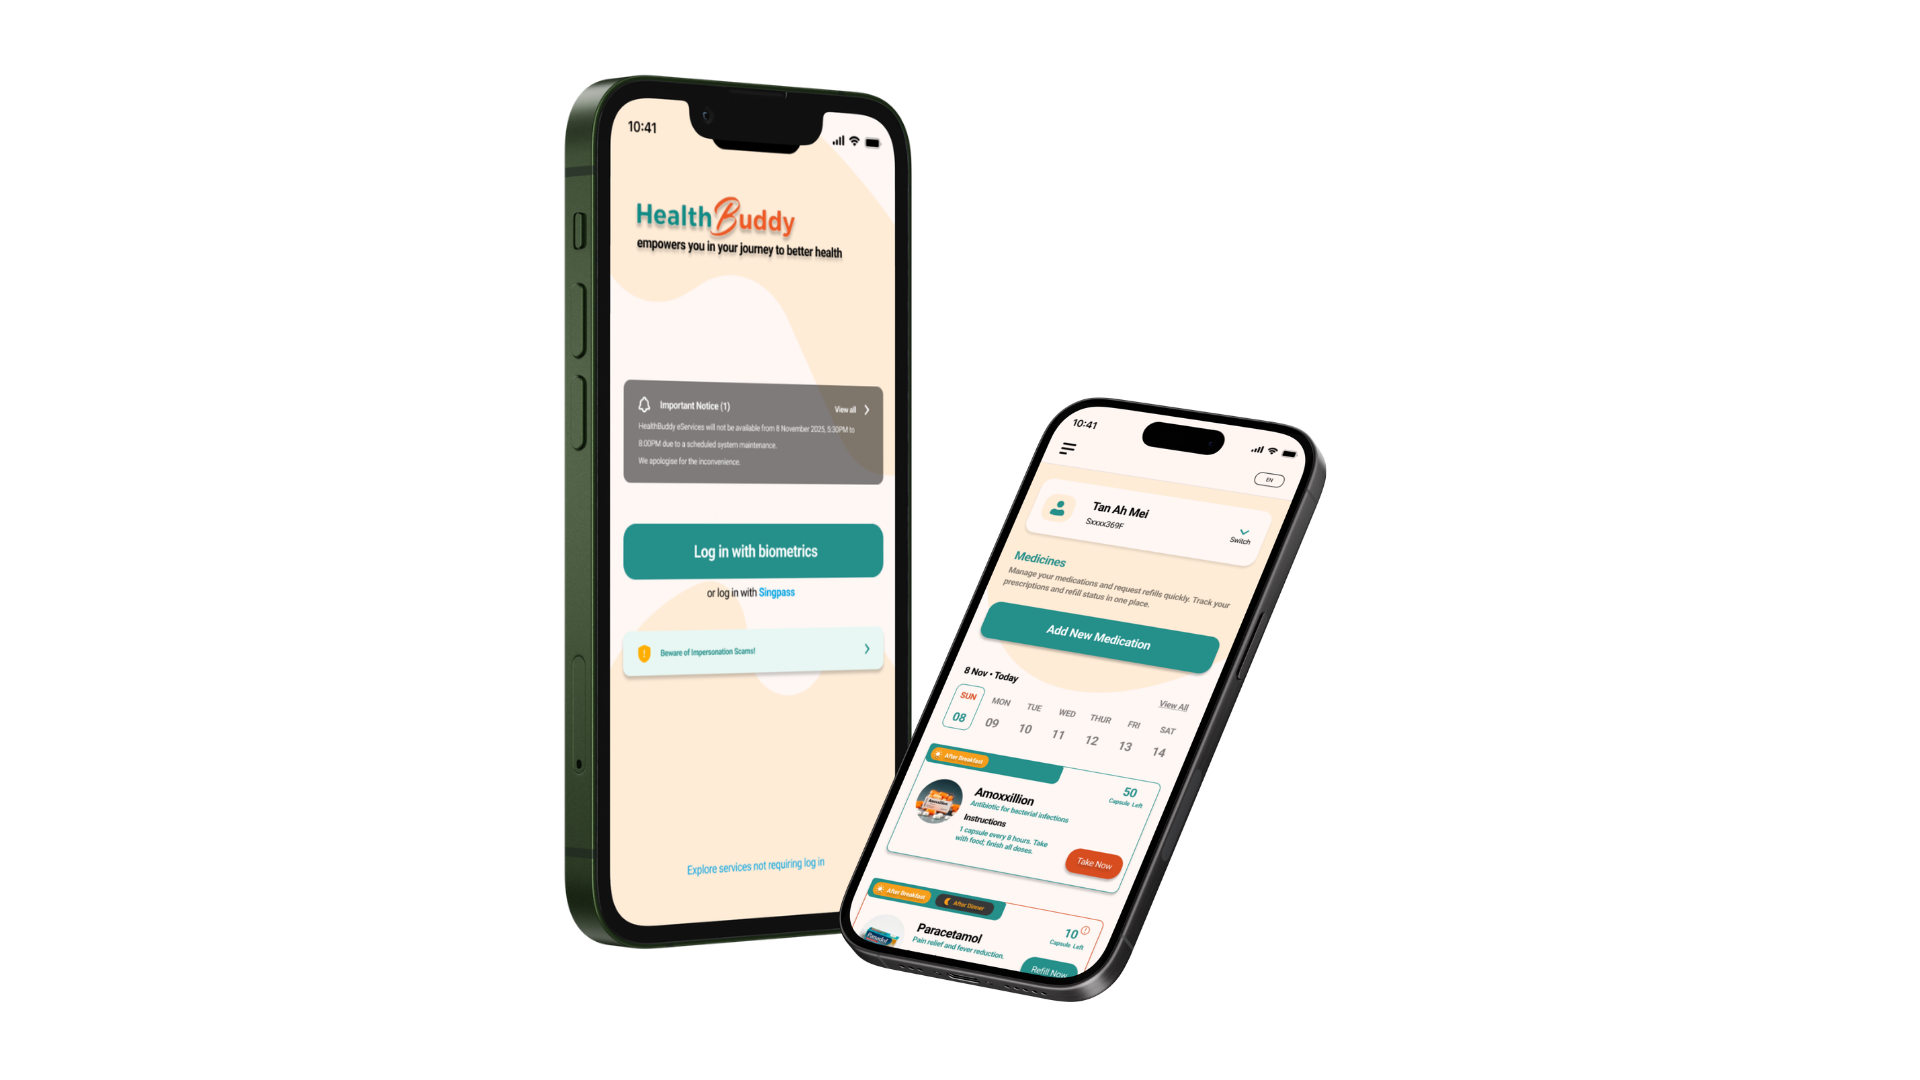 10:41
HealthBuddy
empowers you in your journey to better health
Important Notice (1)
View all
HealthBuddy eServices will not be available from 8 November 2025, 5:30PM to
8:00PM due to a scheduled system maintenance.
We apologise for the inconvenience.
Log in with biometrics
or log in with Singpass
Beware of Impersonation Scams!
Explore services not requiring log in
10:41
EN
Tan Ah Mei
Sxxxx369F
Switch
Medicines
Manage your medications and request refills quickly. Track your
prescriptions and refill status in one place.
Add New Medication
8 Nov • Today
View All
SUN MON TUE WED THUR FRI SAT
08 09 10 11 12 13 14
After Breakfast
50
Capsule Left
Amoxxillion
Antibiotic for bacterial infections
Instructions
1 capsule every 8 hours. Take
with food; finish all doses.
Take Now
After Breakfast
After Dinner
10
Capsule Left
Paracetamol
Pain relief and fever reduction.
Panadol
Refill Now